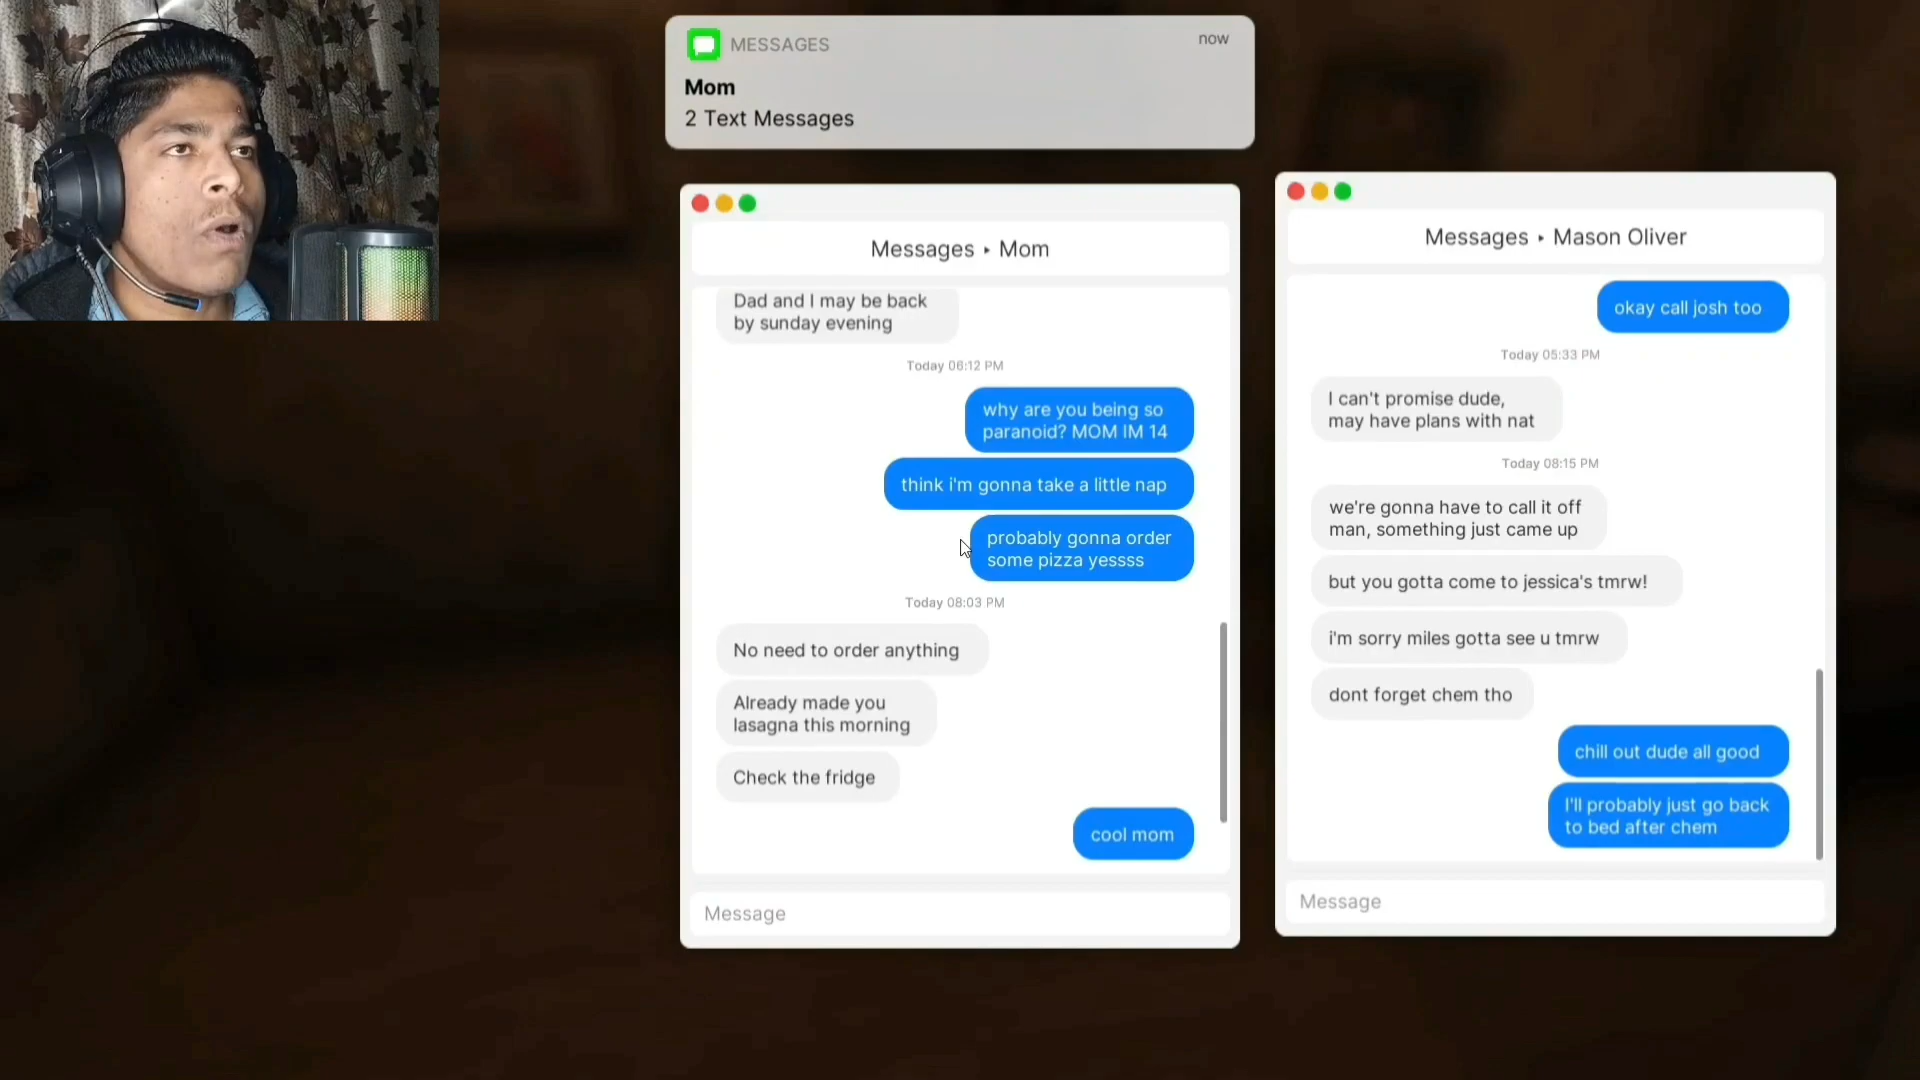 MESSAGES
now
Mom
2 Text Messages
Messages ‣ Mom
Dad and I may be back
by sunday evening
Today 06:12 PM
why are you being so
paranoid? MOM IM 14
think i'm gonna take a little nap
probably gonna order
some pizza yessss
Today 08:03 PM
No need to order anything
Already made you
lasagna this morning
Check the fridge
cool mom
Message
Messages ‣ Mason Oliver
okay call josh too
Today 05:33 PM
I can't promise dude,
may have plans with nat
Today 08:15 PM
we're gonna have to call it off
man, something just came up
but you gotta come to jessica's tmrw!
i'm sorry miles gotta see u tmrw
dont forget chem tho
chill out dude all good
I'll probably just go back
to bed after chem
Message